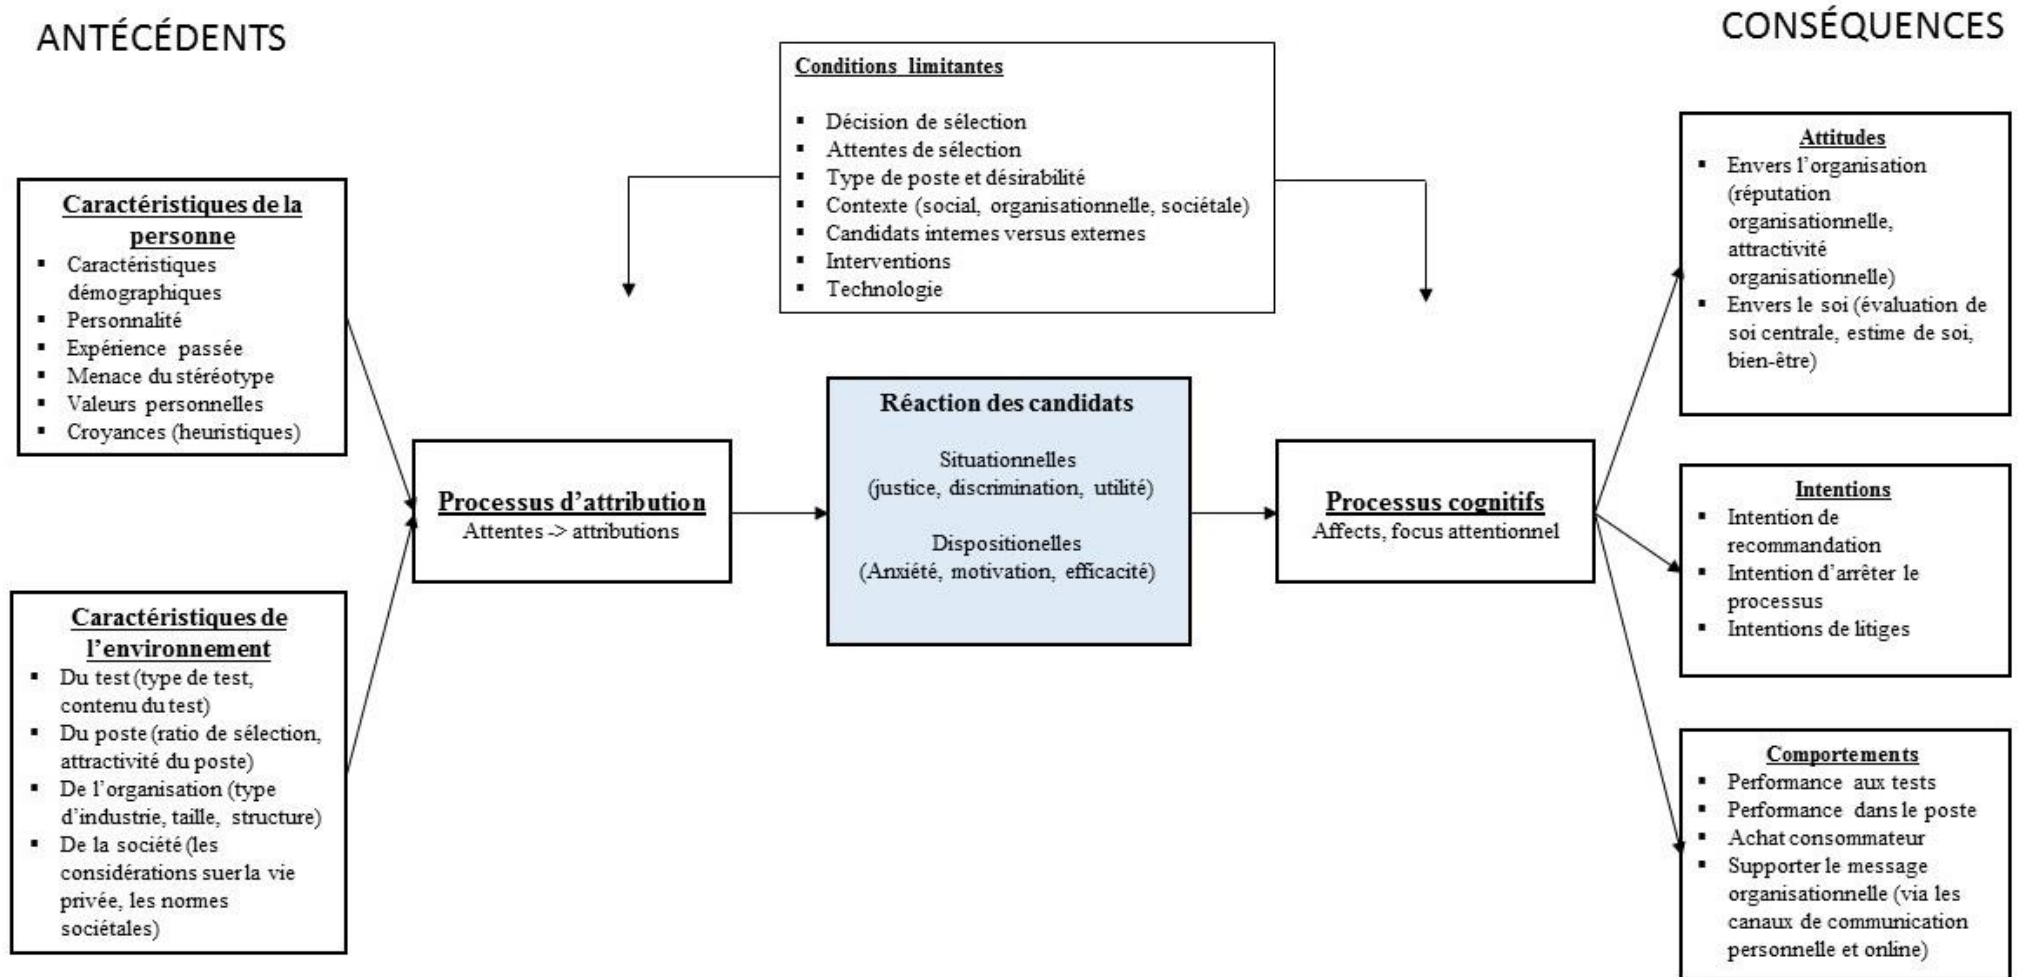 ANTÉCÉDENTS
CONSÉQUENCES
Conditions limitantes
▪ Décision de sélection
▪ Attentes de sélection
▪ Type de poste et désirabilité
▪ Contexte (social, organisationnelle, sociétale)
▪ Candidats internes versus externes
▪ Interventions
▪ Technologie
Caractéristiques de la
personne
▪ Caractéristiques
démographiques
▪ Personnalité
▪ Expérience passée
▪ Menace du stéréotype
▪ Valeurs personnelles
▪ Croyances (heuristiques)
Caractéristiques de
l’environnement
▪ Du test (type de test,
contenu du test)
▪ Du poste (ratio de sélection,
attractivité du poste)
▪ De l’organisation (type
d’industrie, taille, structure)
▪ De la société (les
considérations suer la vie
privée, les normes
sociétales)
Processus d’attribution
Attentes -> attributions
Réaction des candidats
Situationnelles
(justice, discrimination, utilité)
Dispositionelles
(Anxiété, motivation, efficacité)
Processus cognitifs
Affects, focus attentionnel
Attitudes
▪ Envers l’organisation
(réputation
organisationnelle,
attractivité
organisationnelle)
▪ Envers le soi (évaluation de
soi centrale, estime de soi,
bien-être)
Intentions
▪ Intention de
recommandation
▪ Intention d’arrêter le
processus
▪ Intentions de litiges
Comportements
▪ Performance aux tests
▪ Performance dans le poste
▪ Achat consommateur
▪ Supporter le message
organisationnelle (via les
canaux de communication
personnelle et online)